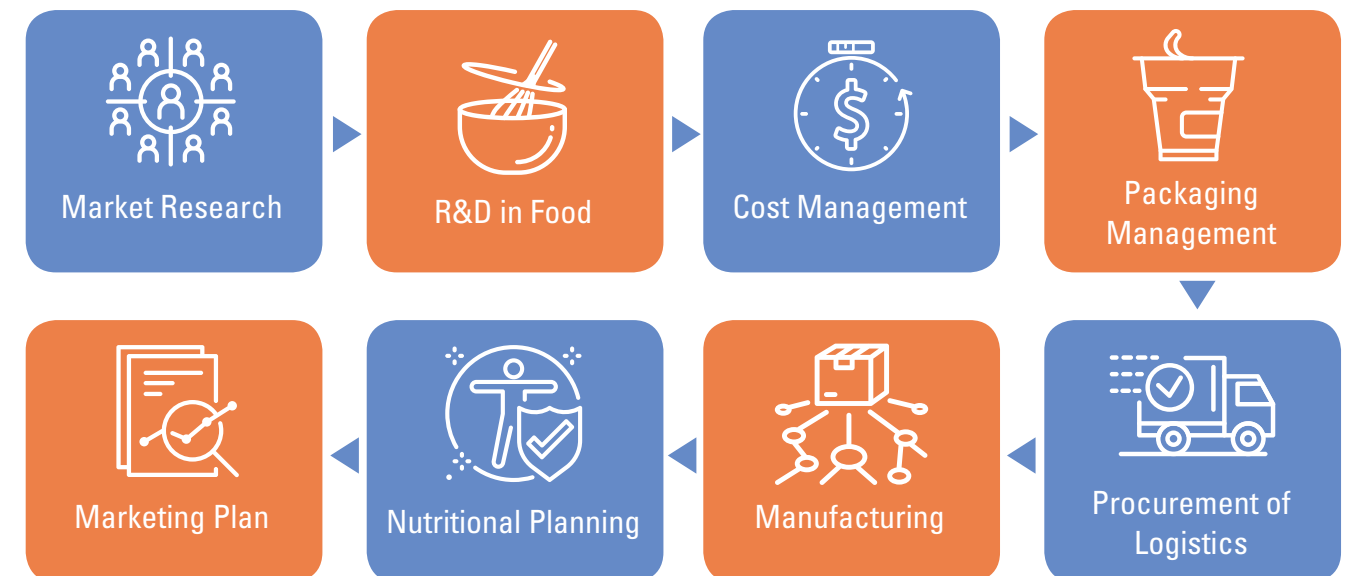 Market Research
R&D in Food
Cost Management
Packaging
Management
Procurement of
Logistics
Manufacturing
Nutritional Planning
Marketing Plan